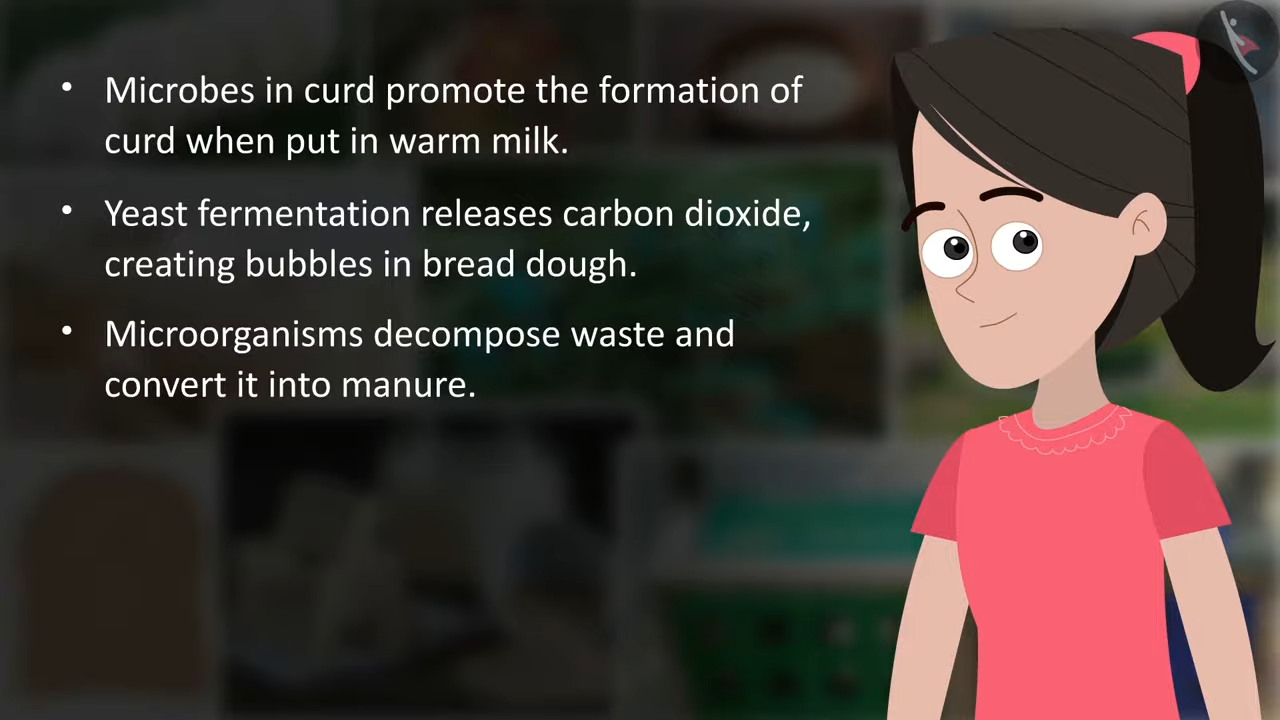 • Microbes in curd promote the formation of
curd when put in warm milk.
• Yeast fermentation releases carbon dioxide,
creating bubbles in bread dough.
• Microorganisms decompose waste and
convert it into manure.